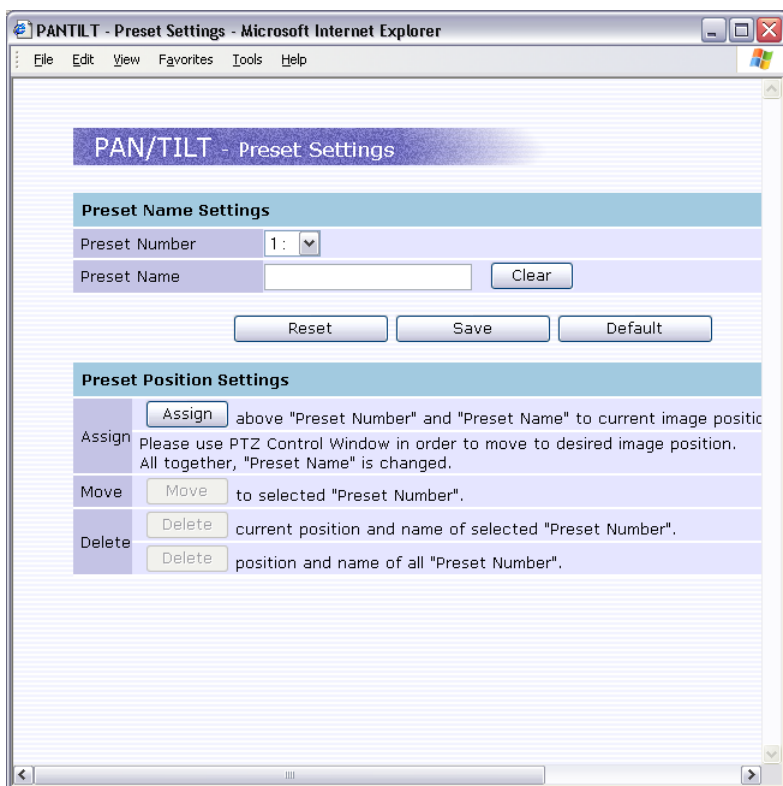 PANTILT - Preset Settings - Microsoft Internet Explorer
File Edit View Favorites Tools Help
PAN/TILT - Preset Settings
Preset Name Settings
Preset Number 1 :
Preset Name Clear
Reset Save Default
Preset Position Settings
Assign Assign above "Preset Number" and "Preset Name" to current image positio
Please use PTZ Control Window in order to move to desired image position.
All together, "Preset Name" is changed.
Move Move to selected "Preset Number".
Delete Delete current position and name of selected "Preset Number".
Delete position and name of all "Preset Number".